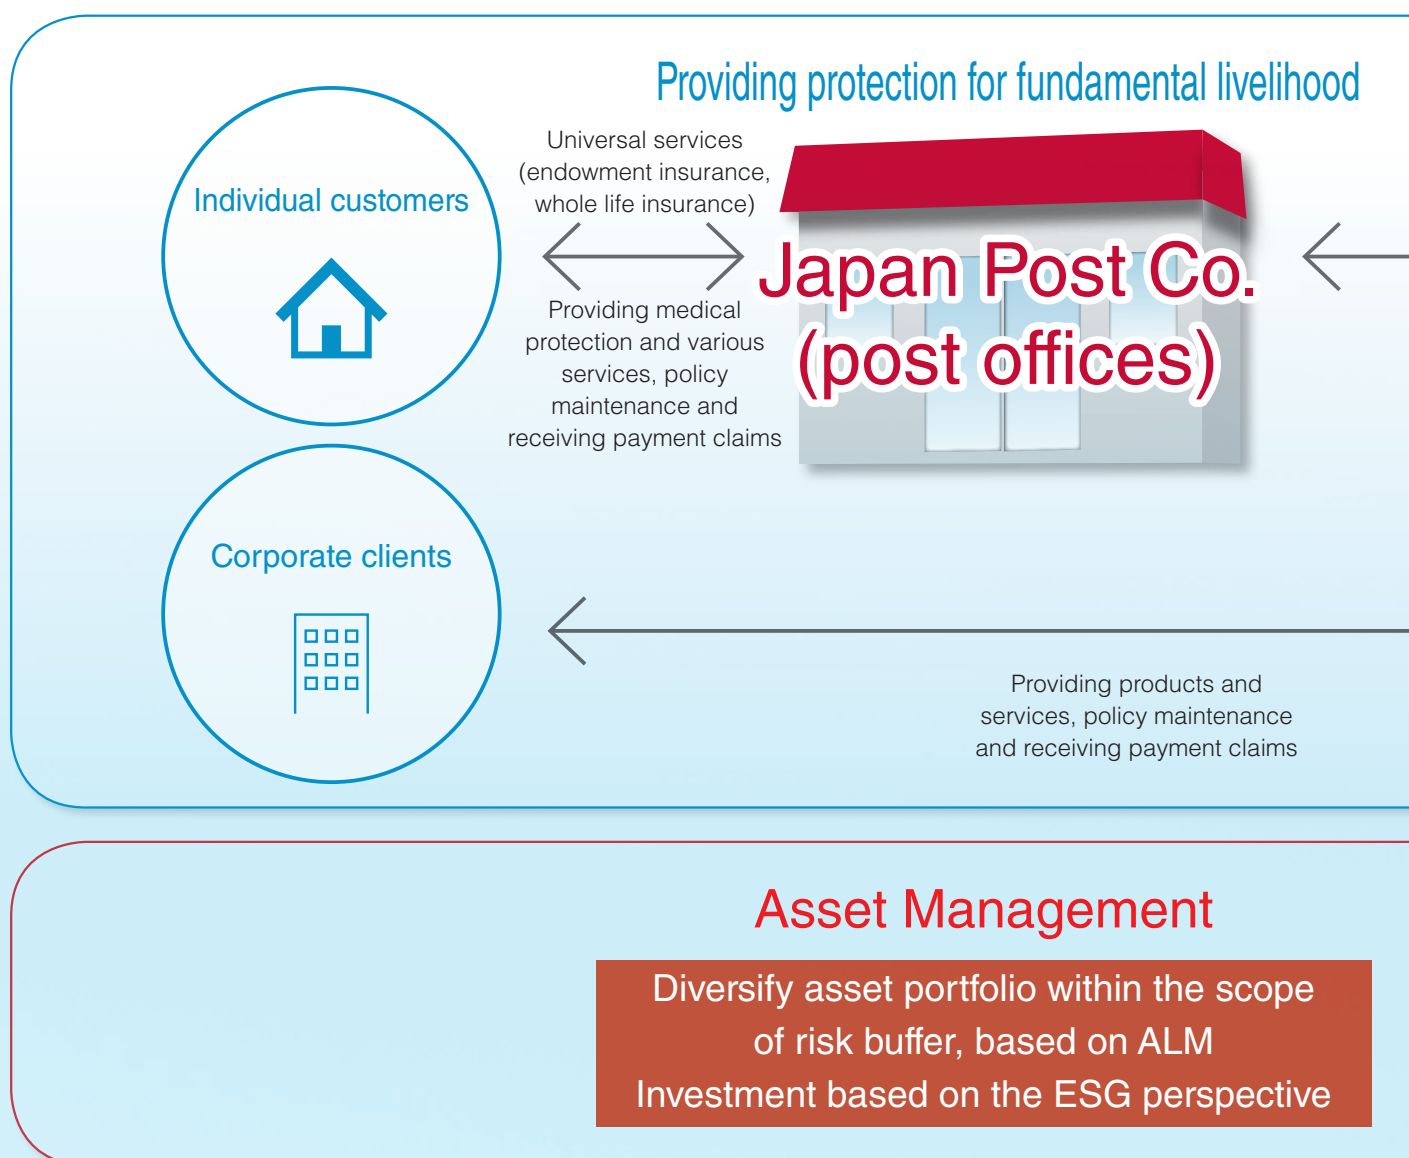 Providing protection for fundamental livelihood
Individual customers
Universal services
(endowment insurance,
whole life insurance)
Providing medical
protection and various
services, policy
maintenance and
receiving payment claims
Japan Post Co.
(post offices)
Corporate clients
Providing products and
services, policy maintenance
and receiving payment claims
Asset Management
Diversify asset portfolio within the scope
of risk buffer, based on ALM
Investment based on the ESG perspective